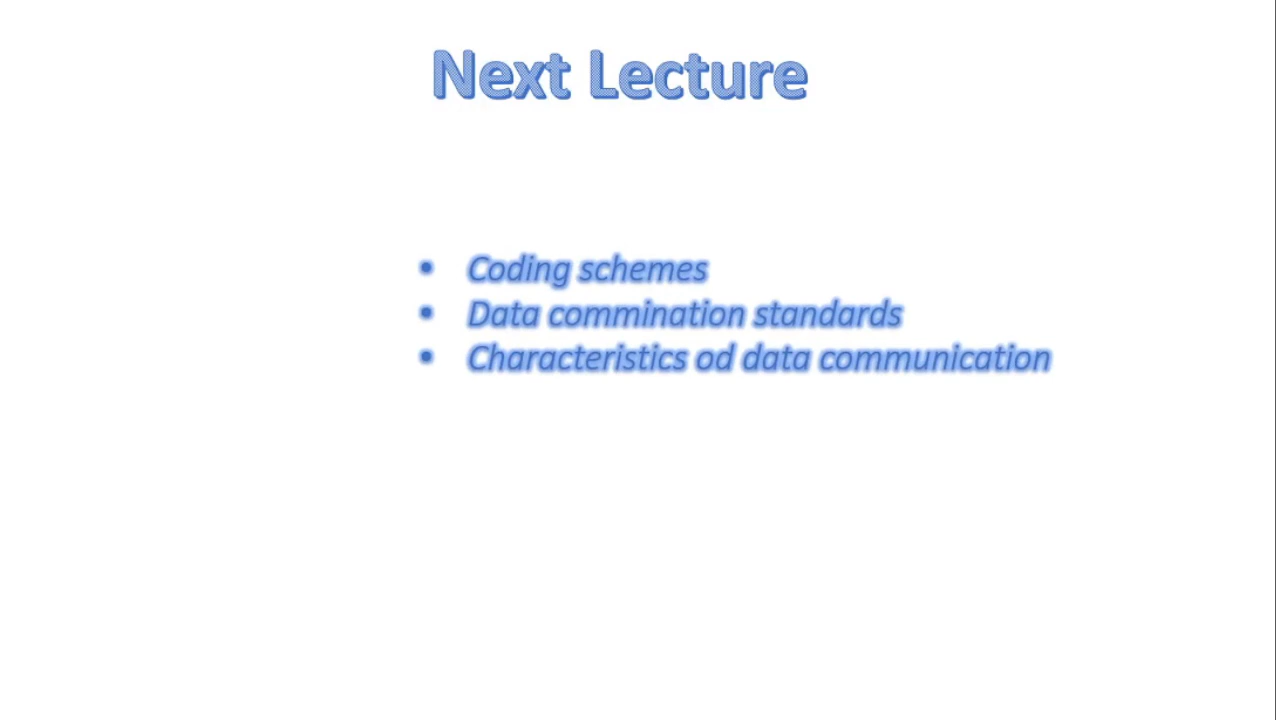 Next Lecture
• Coding schemes
• Data commination standards
• Characteristics od data communication